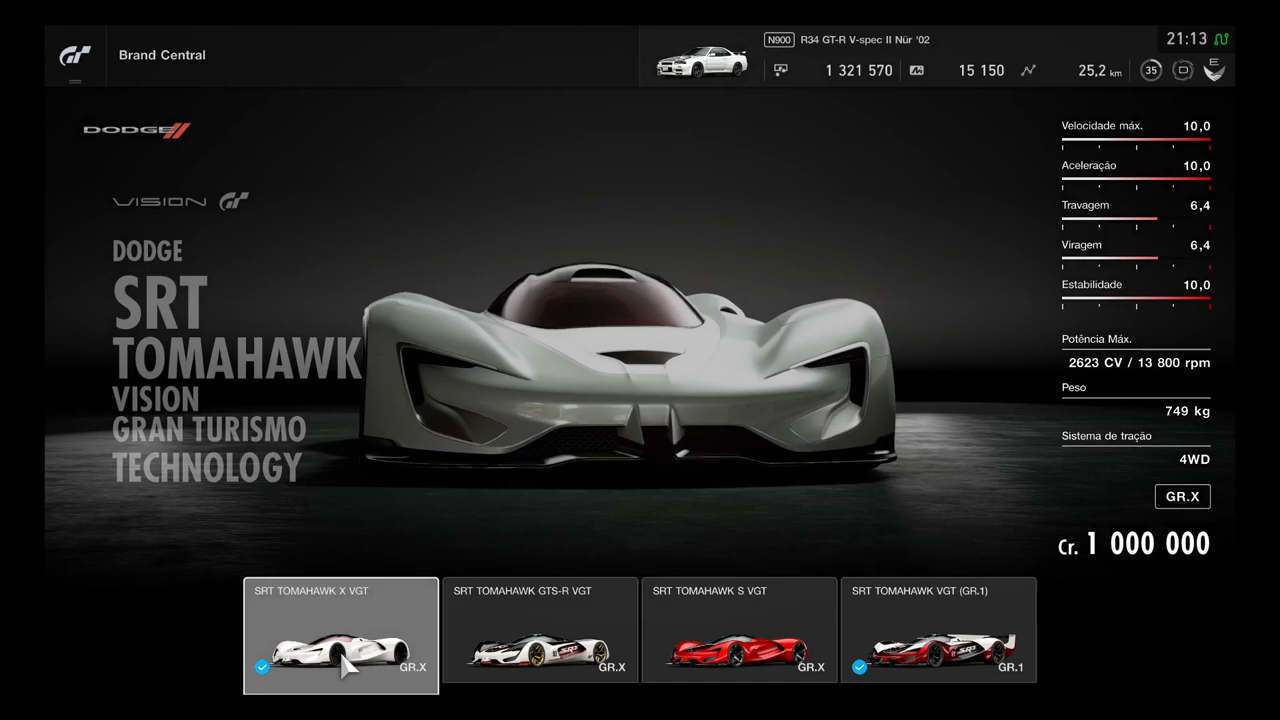 Brand Central
N900 R34 GT-R V-spec II Nür '02
21:13
1 321 570
15 150
25,2 km
35
D
E
DODGE
VISION GT
DODGE
SRT
TOMAHAWK
VISION
GRAN TURISMO
TECHNOLOGY
Velocidade máx. 10,0
Aceleração 10,0
Travagem 6,4
Viragem 6,4
Estabilidade 10,0
Potência Máx.
2623 CV / 13 800 rpm
Peso
749 kg
Sistema de tração
4WD
GR.X
Cr. 1 000 000
SRT TOMAHAWK X VGT
GR.X
SRT TOMAHAWK GTS-R VGT
GR.X
SRT TOMAHAWK S VGT
GR.X
SRT TOMAHAWK VGT (GR.1)
GR.1